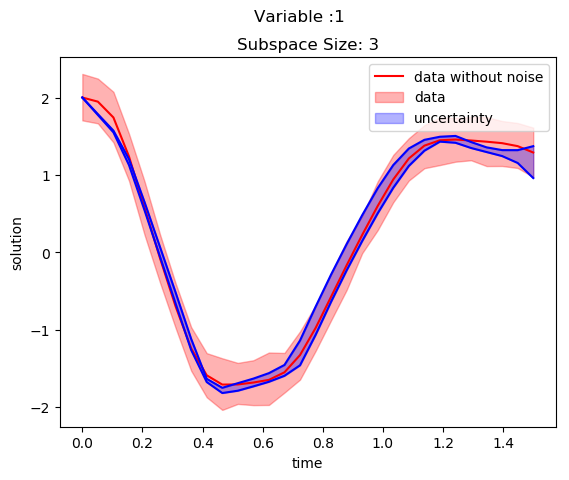 Variable :1
Subspace Size: 3
data without noise
data
uncertainty
solution
2
1
0
−1
−2
0.0 0.2 0.4 0.6 0.8 1.0 1.2 1.4
time